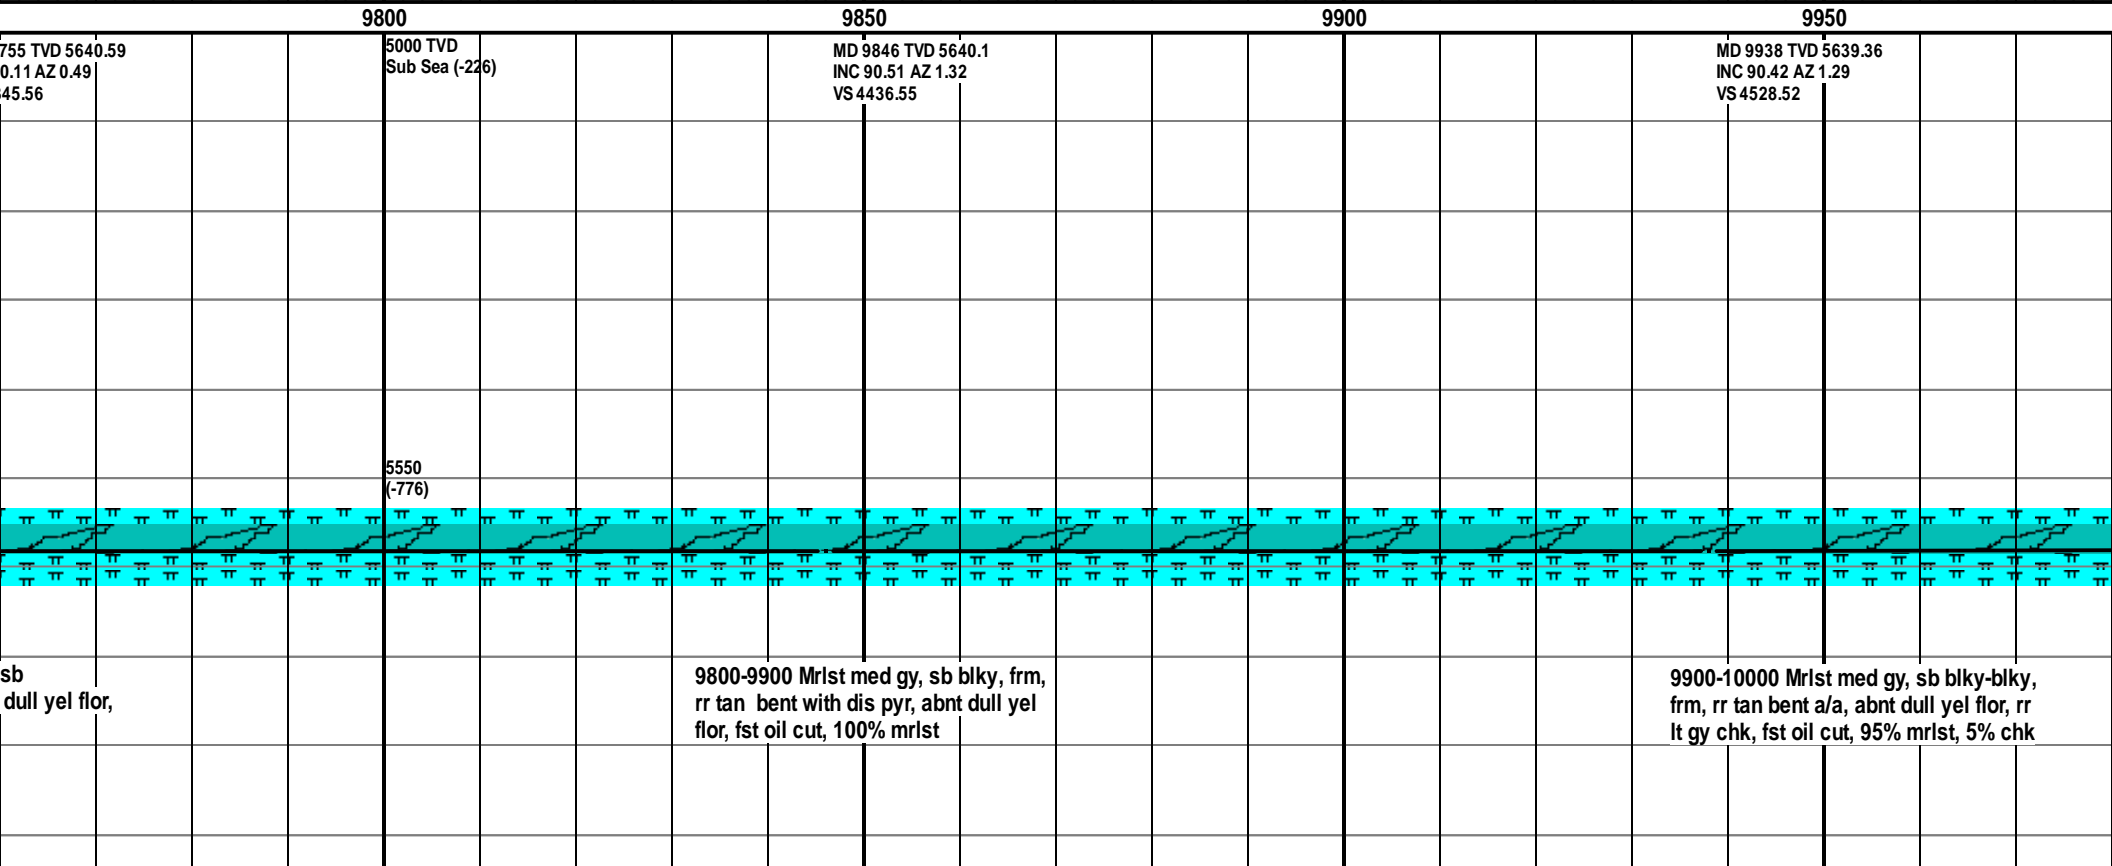 9800
9850
9900
9950
755 TVD 5640.59
0.11 AZ 0.49
45.56
5000 TVD
Sub Sea (-226)
MD 9846 TVD 5640.1
INC 90.51 AZ 1.32
VS 4436.55
MD 9938 TVD 5639.36
INC 90.42 AZ 1.29
VS 4528.52
5550
(-776)
sb
dull yel flor,
9800-9900 Mrlst med gy, sb blky, frm,
rr tan bent with dis pyr, abnt dull yel
flor, fst oil cut, 100% mrlst
9900-10000 Mrlst med gy, sb blky-blky,
frm, rr tan bent a/a, abnt dull yel flor, rr
lt gy chk, fst oil cut, 95% mrlst, 5% chk